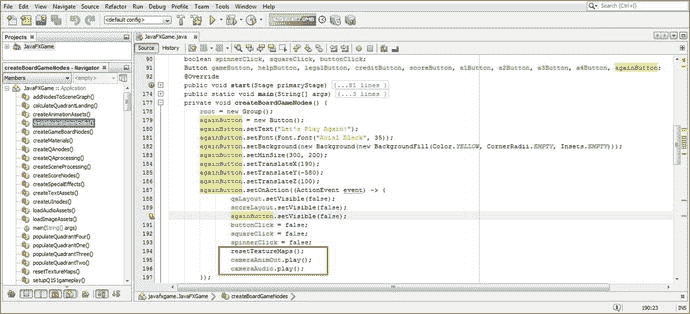 File Edit View Navigate Source Refactor Run Debug Profile Team Tools Window Help
Search (Ctrl+I)
<default config>
Projects
JavaFXGame
createBoardGameNodes - Navigator
Members <empty>
JavaFXGame
addNodesToSceneGraph()
calculateQuadrantLanding()
createAnimationAssets()
createBoardGameNodes()
createGameBoardNodes()
createMaterials()
createQAnodes()
createQAprocessing()
createSceneProcessing()
createScoreNodes()
createSpecialEffects()
createTextAssets()
createUInodes()
loadAudioAssets()
loadImageAssets()
main(String[] args)
populateQuadrantFour()
populateQuadrantOne()
populateQuadrantThree()
populateQuadrantTwo()
resetTextureMaps()
setupQ1S1gameplay()
JavaFXGame.java
Source History
90 boolean spinnerClick, squareClick, buttonClick;
91 Button gameButton, helpButton, legalButton, creditButton, scoreButton, a1Button, a2Button, a3Button, a4Button, againButton;
92 @Override
public void start(Stage primaryStage) {...81 lines }
174 public static void main(String[] args) {...3 lines }
177 private void createBoardGameNodes() {
178 root = new Group();
179 againButton = new Button();
180 againButton.setText("Let's Play Again!");
181 againButton.setFont(Font.font("Arial Black", 35));
182 againButton.setBackground(new Background(new BackgroundFill(Color.YELLOW, CornerRadii.EMPTY, Insets.EMPTY)));
183 againButton.setMinSize(300, 200);
184 againButton.setTranslateX(190);
185 againButton.setTranslateY(-580);
186 againButton.setTranslateZ(100);
187 againButton.setOnAction((ActionEvent event) -> {
188 qaLayout.setVisible(false);
189 scoreLayout.setVisible(false);
againButton.setVisible(false);
191 buttonClick = false;
192 squareClick = false;
193 spinnerClick = false;
194 resetTextureMaps();
195 cameraAnimOut.play();
196 cameraAudio.play();
197 });
javafxgame.JavaFXGame createBoardGameNodes
190:23 INS